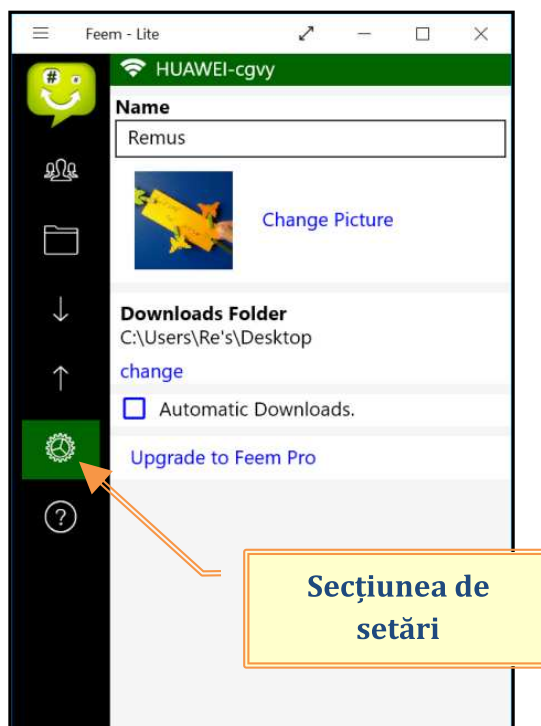 Feem - Lite
HUAWEI-cgvy
Name
Remus
Change Picture
Downloads Folder
C:\Users\Re's\Desktop
change
Automatic Downloads.
Upgrade to Feem Pro
Secțiunea de
setări